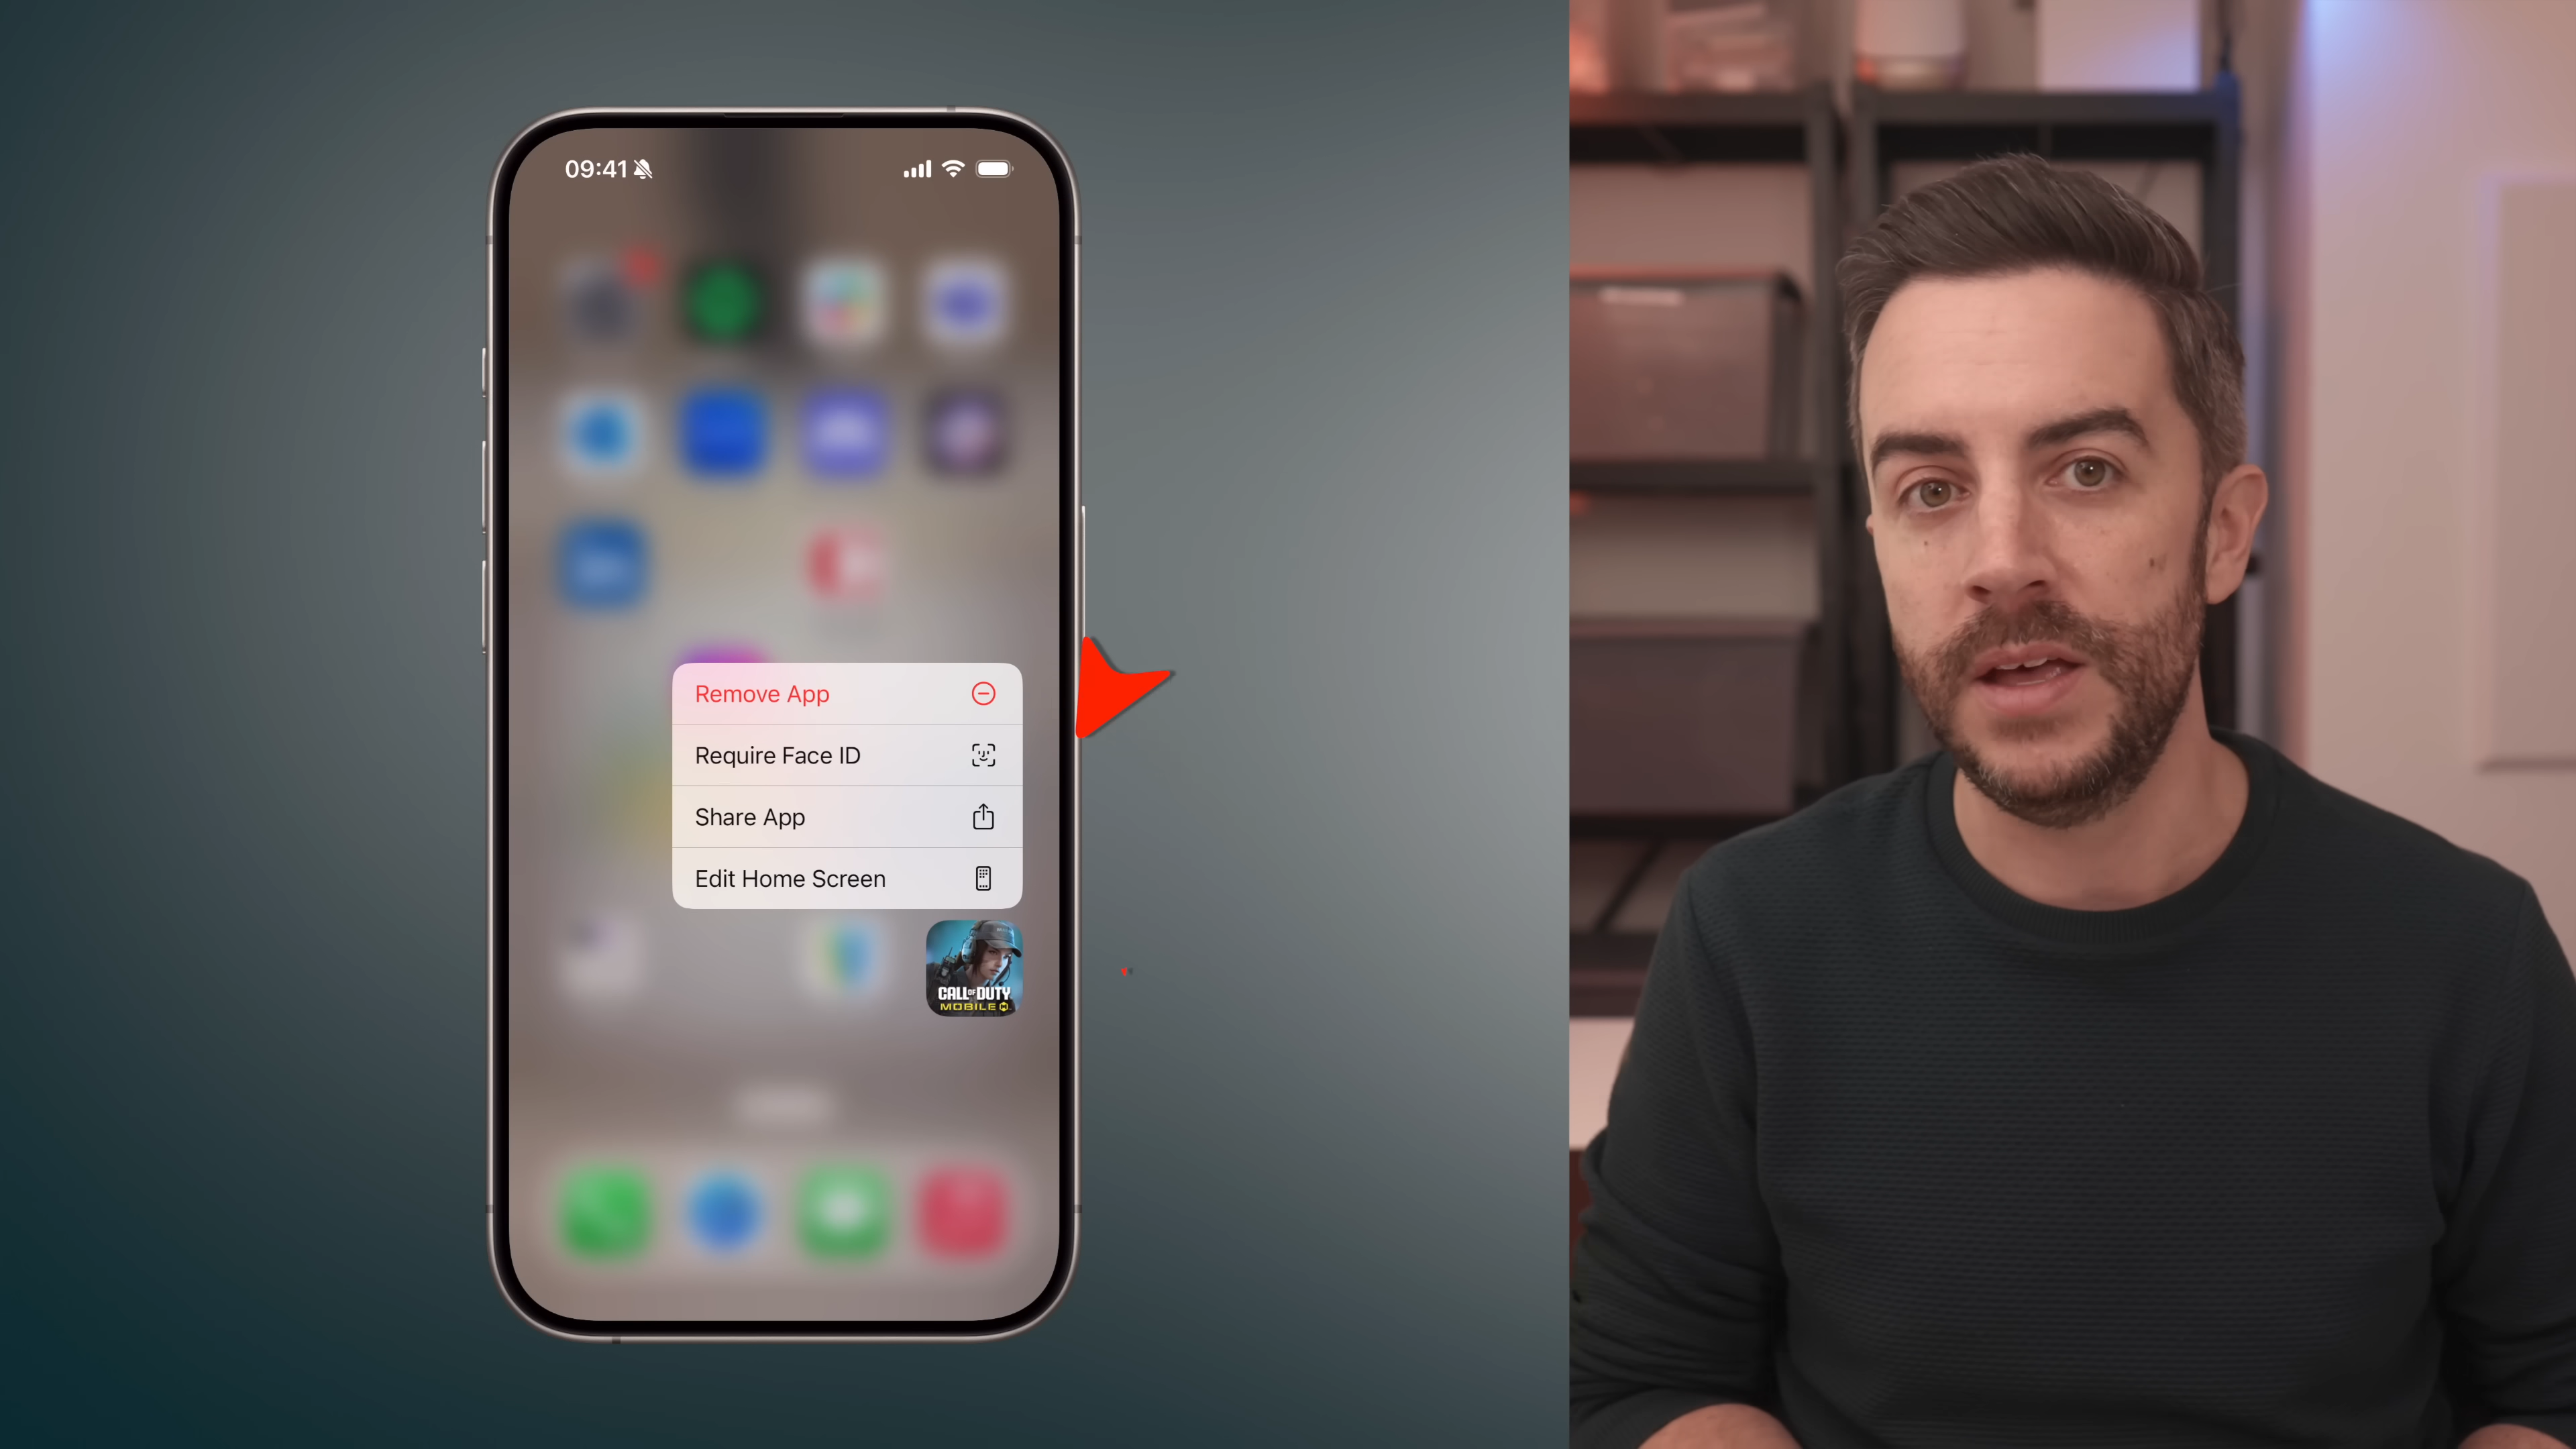 09:41
Remove App
Require Face ID
Share App
Edit Home Screen
CALL OF DUTY
MOBILE